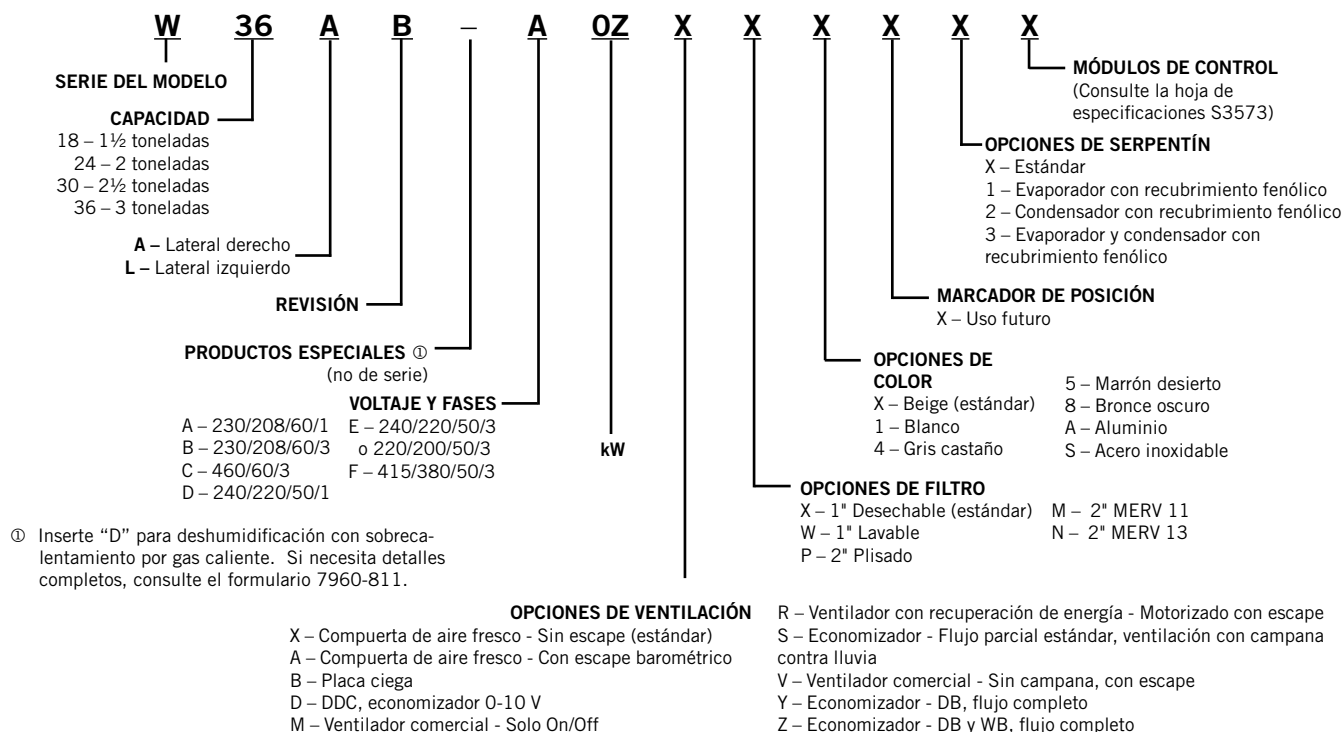 W 36 A B – A 0Z X X X X X X
SERIE DEL MODELO
CAPACIDAD
18 – 1½ toneladas
24 – 2 toneladas
30 – 2½ toneladas
36 – 3 toneladas
A – Lateral derecho
L – Lateral izquierdo
REVISIÓN
PRODUCTOS ESPECIALES ①
(no de serie)
VOLTAJE Y FASES
A – 230/208/60/1
B – 230/208/60/3
C – 460/60/3
D – 240/220/50/1
E – 240/220/50/3
o 220/200/50/3
F – 415/380/50/3
kW
MÓDULOS DE CONTROL
(Consulte la hoja de
especificaciones S3573)
OPCIONES DE SERPENTÍN
X – Estándar
1 – Evaporador con recubrimiento fenólico
2 – Condensador con recubrimiento fenólico
3 – Evaporador y condensador con
recubrimiento fenólico
MARCADOR DE POSICIÓN
X – Uso futuro
OPCIONES DE
COLOR
X – Beige (estándar)
1 – Blanco
4 – Gris castaño
5 – Marrón desierto
8 – Bronce oscuro
A – Aluminio
S – Acero inoxidable
OPCIONES DE FILTRO
X – 1" Desechable (estándar)
W – 1" Lavable
P – 2" Plisado
M – 2" MERV 11
N – 2" MERV 13
① Inserte “D” para deshumidificación con sobreca-
lentamiento por gas caliente. Si necesita detalles
completos, consulte el formulario 7960-811.
OPCIONES DE VENTILACIÓN
X – Compuerta de aire fresco - Sin escape (estándar)
A – Compuerta de aire fresco - Con escape barométrico
B – Placa ciega
D – DDC, economizador 0-10 V
M – Ventilador comercial - Solo On/Off
R – Ventilador con recuperación de energía - Motorizado con escape
S – Economizador - Flujo parcial estándar, ventilación con campana
contra lluvia
V – Ventilador comercial - Sin campana, con escape
Y – Economizador - DB, flujo completo
Z – Economizador - DB y WB, flujo completo